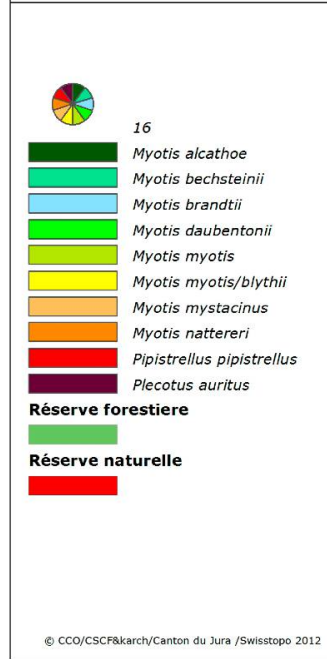 16
Myotis alcathoe
Myotis bechsteinii
Myotis brandtii
Myotis daubentonii
Myotis myotis
Myotis myotis/blythii
Myotis mystacinus
Myotis nattereri
Pipistrellus pipistrellus
Plecotus auritus
Réserve forestiere
Réserve naturelle
© CCO/CSCF&karch/Canton du Jura /Swisstopo 2012